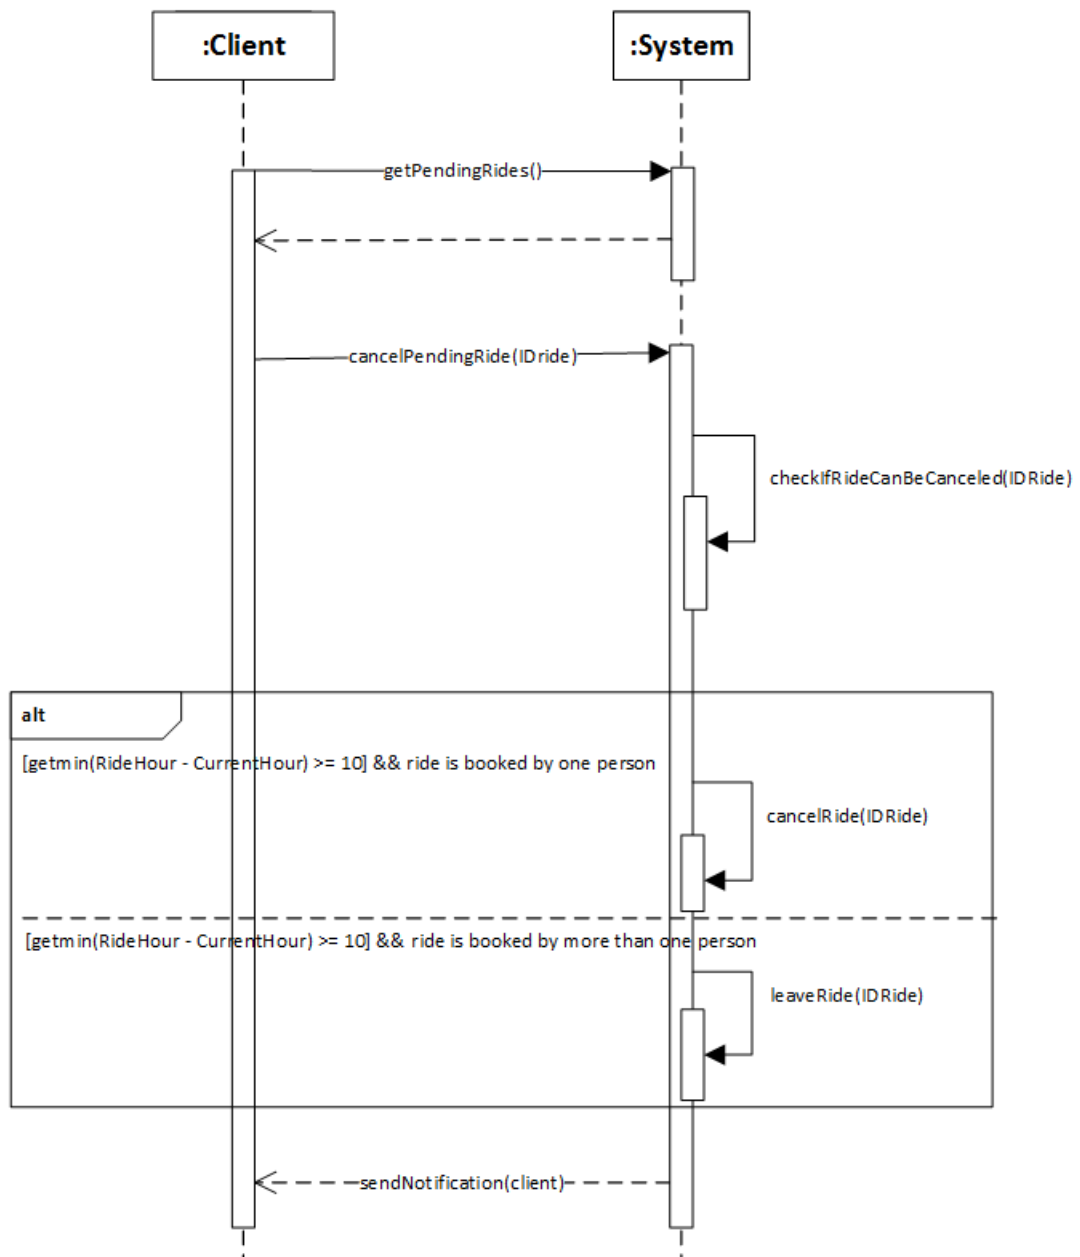 :Client
:System
getPendingRides()
cancelPendingRide(IDride)
checkIfRideCanBeCanceled(IDRide)
alt
[getmin(RideHour - CurrentHour) >= 10] && ride is booked by one person
cancelRide(IDRide)
[getmin(RideHour - CurrentHour) >= 10] && ride is booked by more than one person
leaveRide(IDRide)
sendNotification(client)